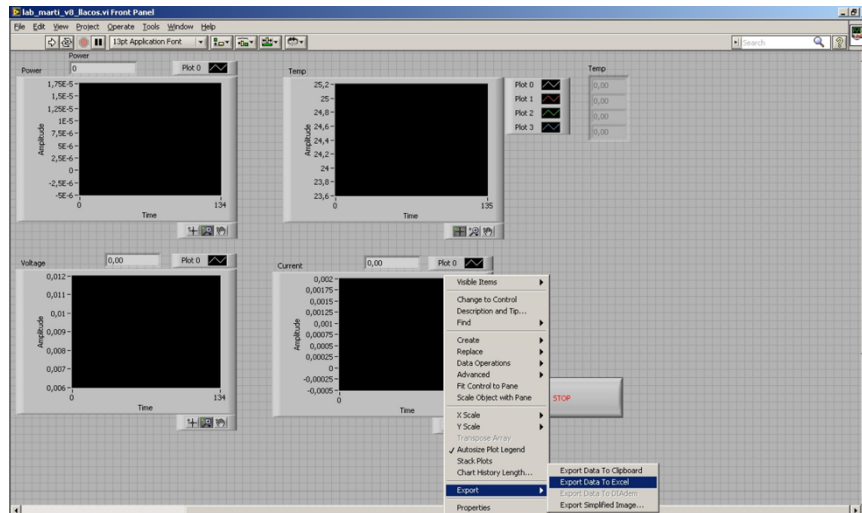 lab_marti_v8_llacos.vi Front Panel
File Edit View Project Operate Tools Window Help
13pt Application Font
Search
Power
Power
0
Plot 0
1,75E-5
1,5E-5
1,25E-5
1E-5
7,5E-6
5E-6
2,5E-6
0
-2,5E-6
-5E-6
Amplitude
0 134
Time
Temp
25,2
25
24,8
24,6
24,4
24,2
24
23,8
23,6
Amplitude
0 135
Time
Plot 0
Plot 1
Plot 2
Plot 3
Temp
0,00
0,00
0,00
0,00
Voltage
0,00
Plot 0
0,012
0,011
0,01
0,009
0,008
0,007
0,006
Amplitude
0 134
Time
Current
0,00
Plot 0
0,002
0,00175
0,0015
0,00125
0,001
0,00075
0,0005
0,00025
0
-0,00025
-0,0005
Amplitude
0
Time
Visible Items
Change to Control
Description and Tip...
Find
Create
Replace
Data Operations
Advanced
Fit Control to Pane
Scale Object with Pane
X Scale
Y Scale
Transpose Array
Autosize Plot Legend
Stack Plots
Chart History Length...
Export
Properties
Export Data To Clipboard
Export Data To Excel
Export Data To DIAdem
Export Simplified Image...
STOP